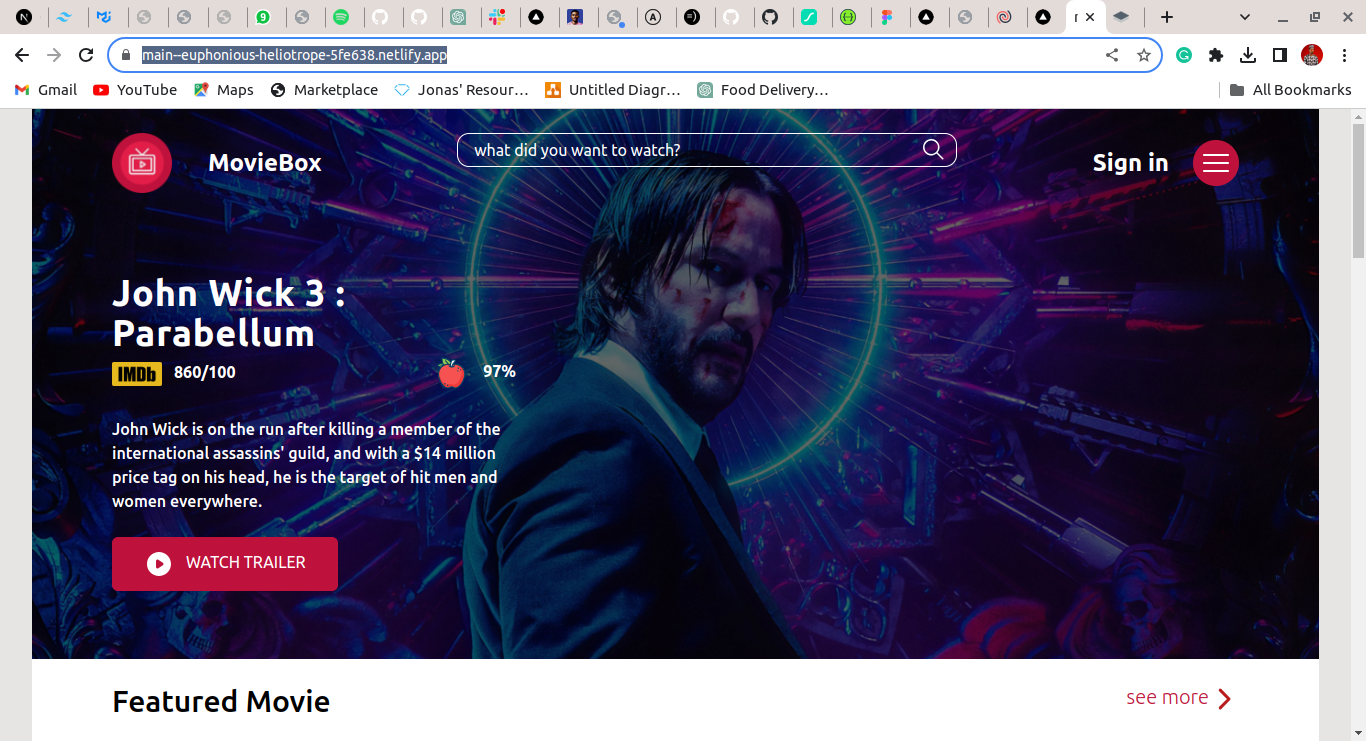 9
main--euphonious-heliotrope-5fe638.netlify.app
Gmail
YouTube
Maps
Marketplace
Jonas' Resour…
Untitled Diagr…
Food Delivery…
All Bookmarks
MovieBox
what did you want to watch?
Sign in
John Wick 3 :
Parabellum
IMDb 860/100 97%
John Wick is on the run after killing a member of the
international assassins' guild, and with a $14 million
price tag on his head, he is the target of hit men and
women everywhere.
WATCH TRAILER
Featured Movie
see more